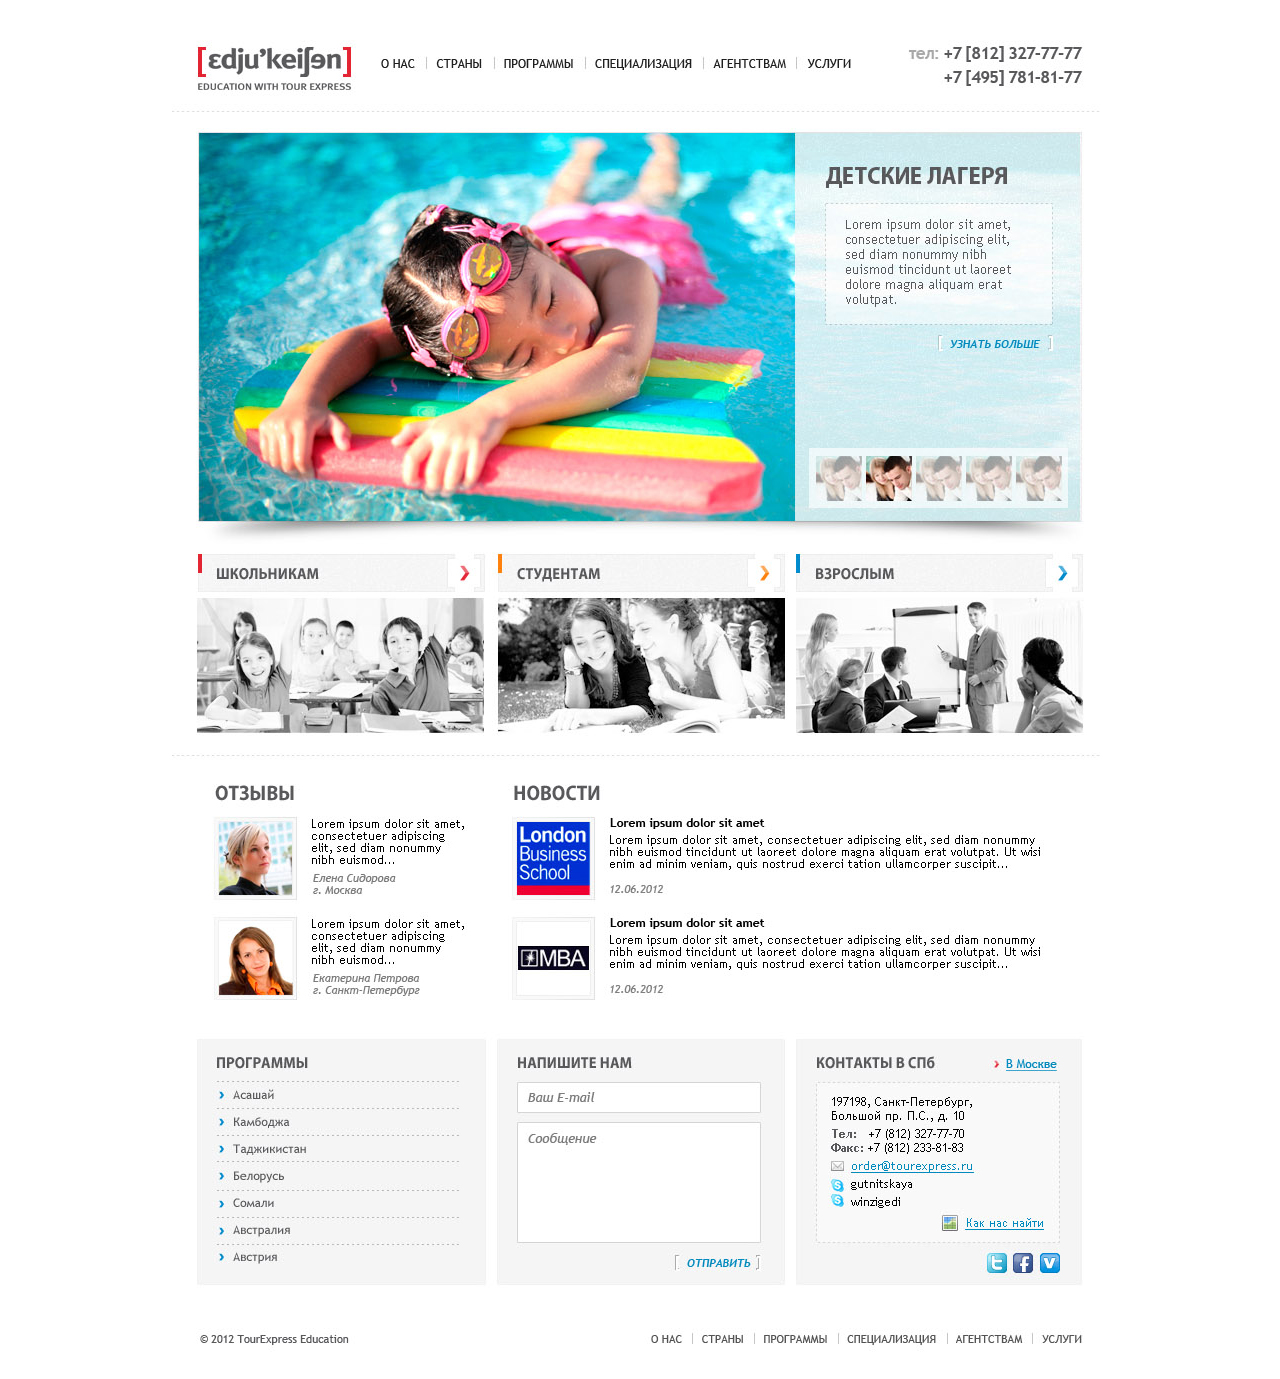 [ɛdju’keiʃən]
EDUCATION WITH TOUR EXPRESS
О НАС
СТРАНЫ
ПРОГРАММЫ
СПЕЦИАЛИЗАЦИЯ
АГЕНТСТВАМ
УСЛУГИ
тел: +7 [812] 327-77-77
+7 [495] 781-81-77
ДЕТСКИЕ ЛАГЕРЯ
Lorem ipsum dolor sit amet,
consectetuer adipiscing elit,
sed diam nonummy nibh
euismod tincidunt ut laoreet
dolore magna aliquam erat
volutpat.
УЗНАТЬ БОЛЬШЕ
ШКОЛЬНИКАМ
СТУДЕНТАМ
ВЗРОСЛЫМ
ОТЗЫВЫ
Lorem ipsum dolor sit amet,
consectetuer adipiscing
elit, sed diam nonummy
nibh euismod...
Елена Сидорова
г. Москва
Lorem ipsum dolor sit amet,
consectetuer adipiscing
elit, sed diam nonummy
nibh euismod...
Екатерина Петрова
г. Санкт-Петербург
НОВОСТИ
London
Business
School
Lorem ipsum dolor sit amet
Lorem ipsum dolor sit amet, consectetuer adipiscing elit, sed diam nonummy
nibh euismod tincidunt ut laoreet dolore magna aliquam erat volutpat. Ut wisi
enim ad minim veniam, quis nostrud exerci tation ullamcorper suscipit...
12.06.2012
MBA
Lorem ipsum dolor sit amet
Lorem ipsum dolor sit amet, consectetuer adipiscing elit, sed diam nonummy
nibh euismod tincidunt ut laoreet dolore magna aliquam erat volutpat. Ut wisi
enim ad minim veniam, quis nostrud exerci tation ullamcorper suscipit...
12.06.2012
ПРОГРАММЫ
Асашай
Камбоджа
Таджикистан
Белорусь
Сомали
Австралия
Австрия
НАПИШИТЕ НАМ
Ваш E-mail
Сообщение
ОТПРАВИТЬ
КОНТАКТЫ В СПб
В Москве
197198, Санкт-Петербург,
Большой пр. П.С., д. 10
Тел: +7 (812) 327-77-70
Факс: +7 (812) 233-81-83
order@tourexpress.ru
gutnitskaya
winzigedi
Как нас найти
© 2012 TourExpress Education
О НАС
СТРАНЫ
ПРОГРАММЫ
СПЕЦИАЛИЗАЦИЯ
АГЕНТСТВАМ
УСЛУГИ